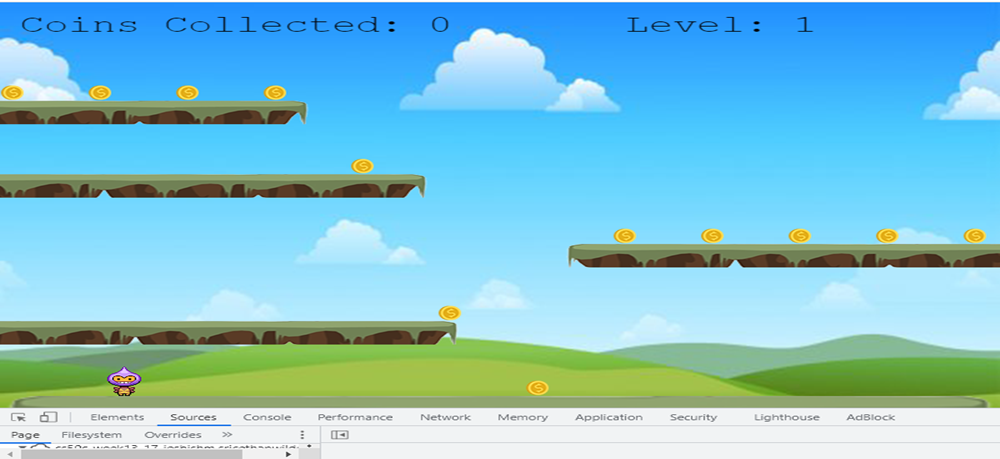 Coins Collected: 0 Level: 1
Elements Sources Console Performance Network Memory Application Security Lighthouse AdBlock
Page Filesystem Overrides »